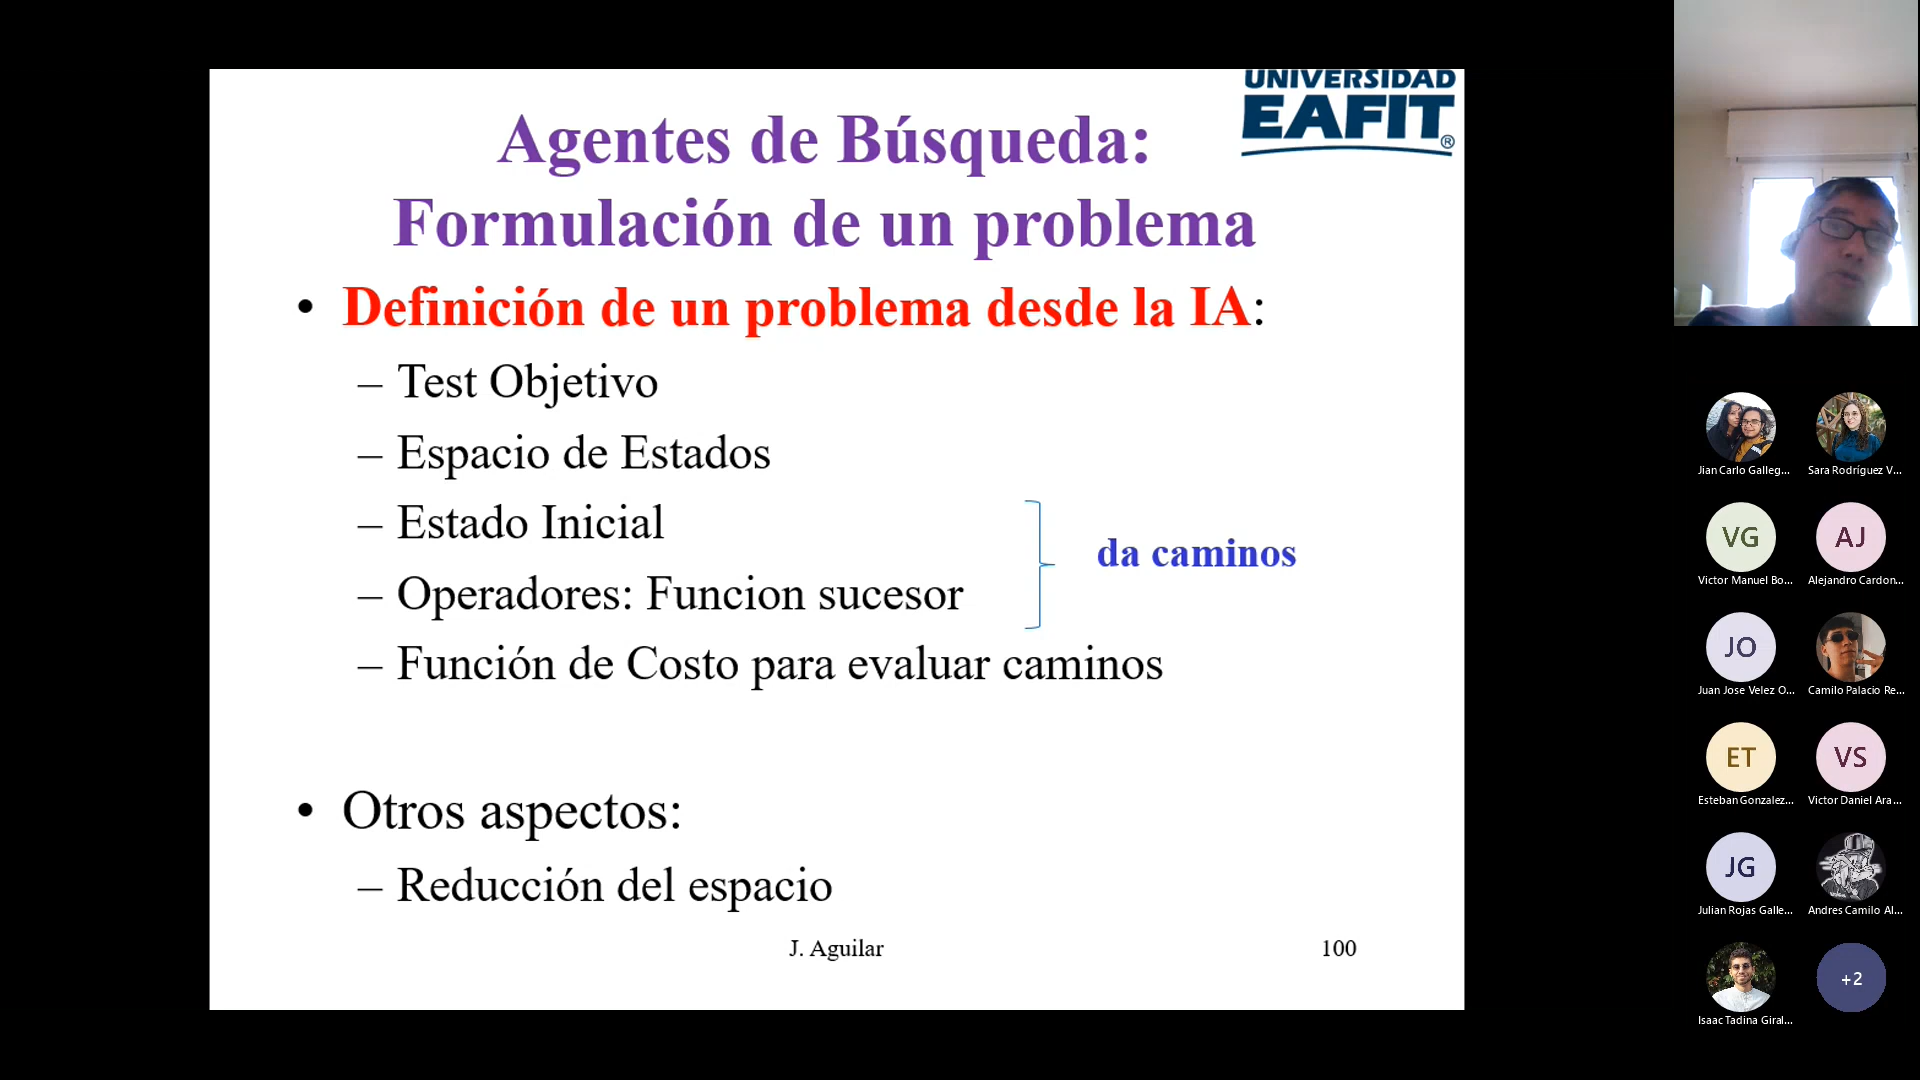 UNIVERSIDAD
EAFIT®
Agentes de Búsqueda:
Formulación de un problema
• Definición de un problema desde la IA:
– Test Objetivo
– Espacio de Estados
– Estado Inicial
– Operadores: Funcion sucesor
da caminos
– Función de Costo para evaluar caminos
• Otros aspectos:
– Reducción del espacio
J. Aguilar
100
Jian Carlo Galleg...
Sara Rodríguez V...
VG
AJ
Victor Manuel Bo...
Alejandro Cardon...
JO
Juan Jose Velez O...
Camilo Palacio Re...
ET
VS
Esteban Gonzalez...
Victor Daniel Ara...
JG
Julian Rojas Galle...
Andres Camilo Al...
+2
Isaac Tadina Giral...